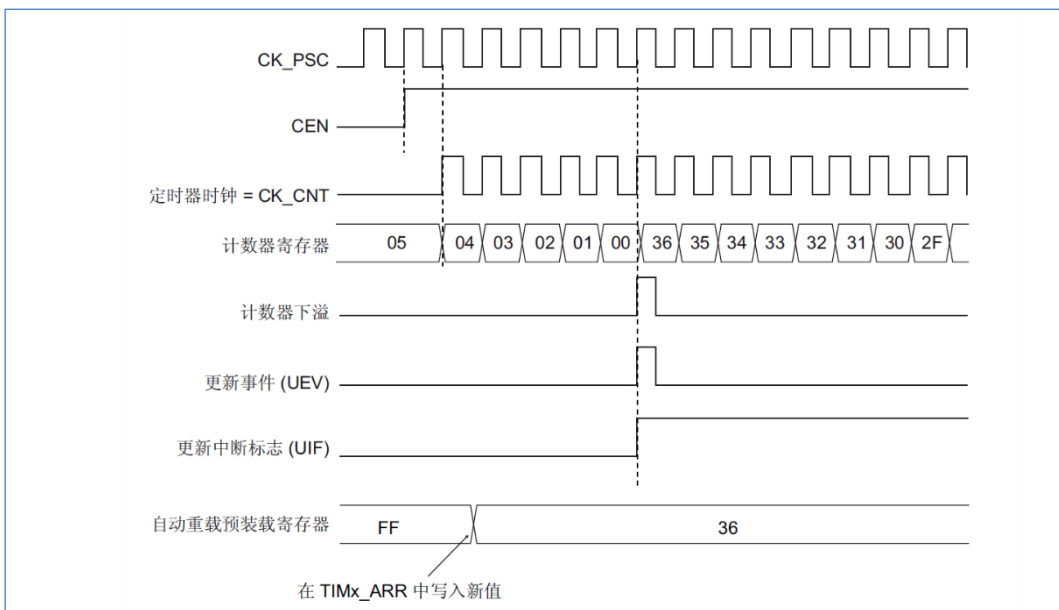 CK_PSC
CEN
定时器时钟 = CK_CNT
计数器寄存器 05 04 03 02 01 00 36 35 34 33 32 31 30 2F
计数器下溢
更新事件 (UEV)
更新中断标志 (UIF)
自动重载预装载寄存器 FF 36
在 TIMx_ARR 中写入新值